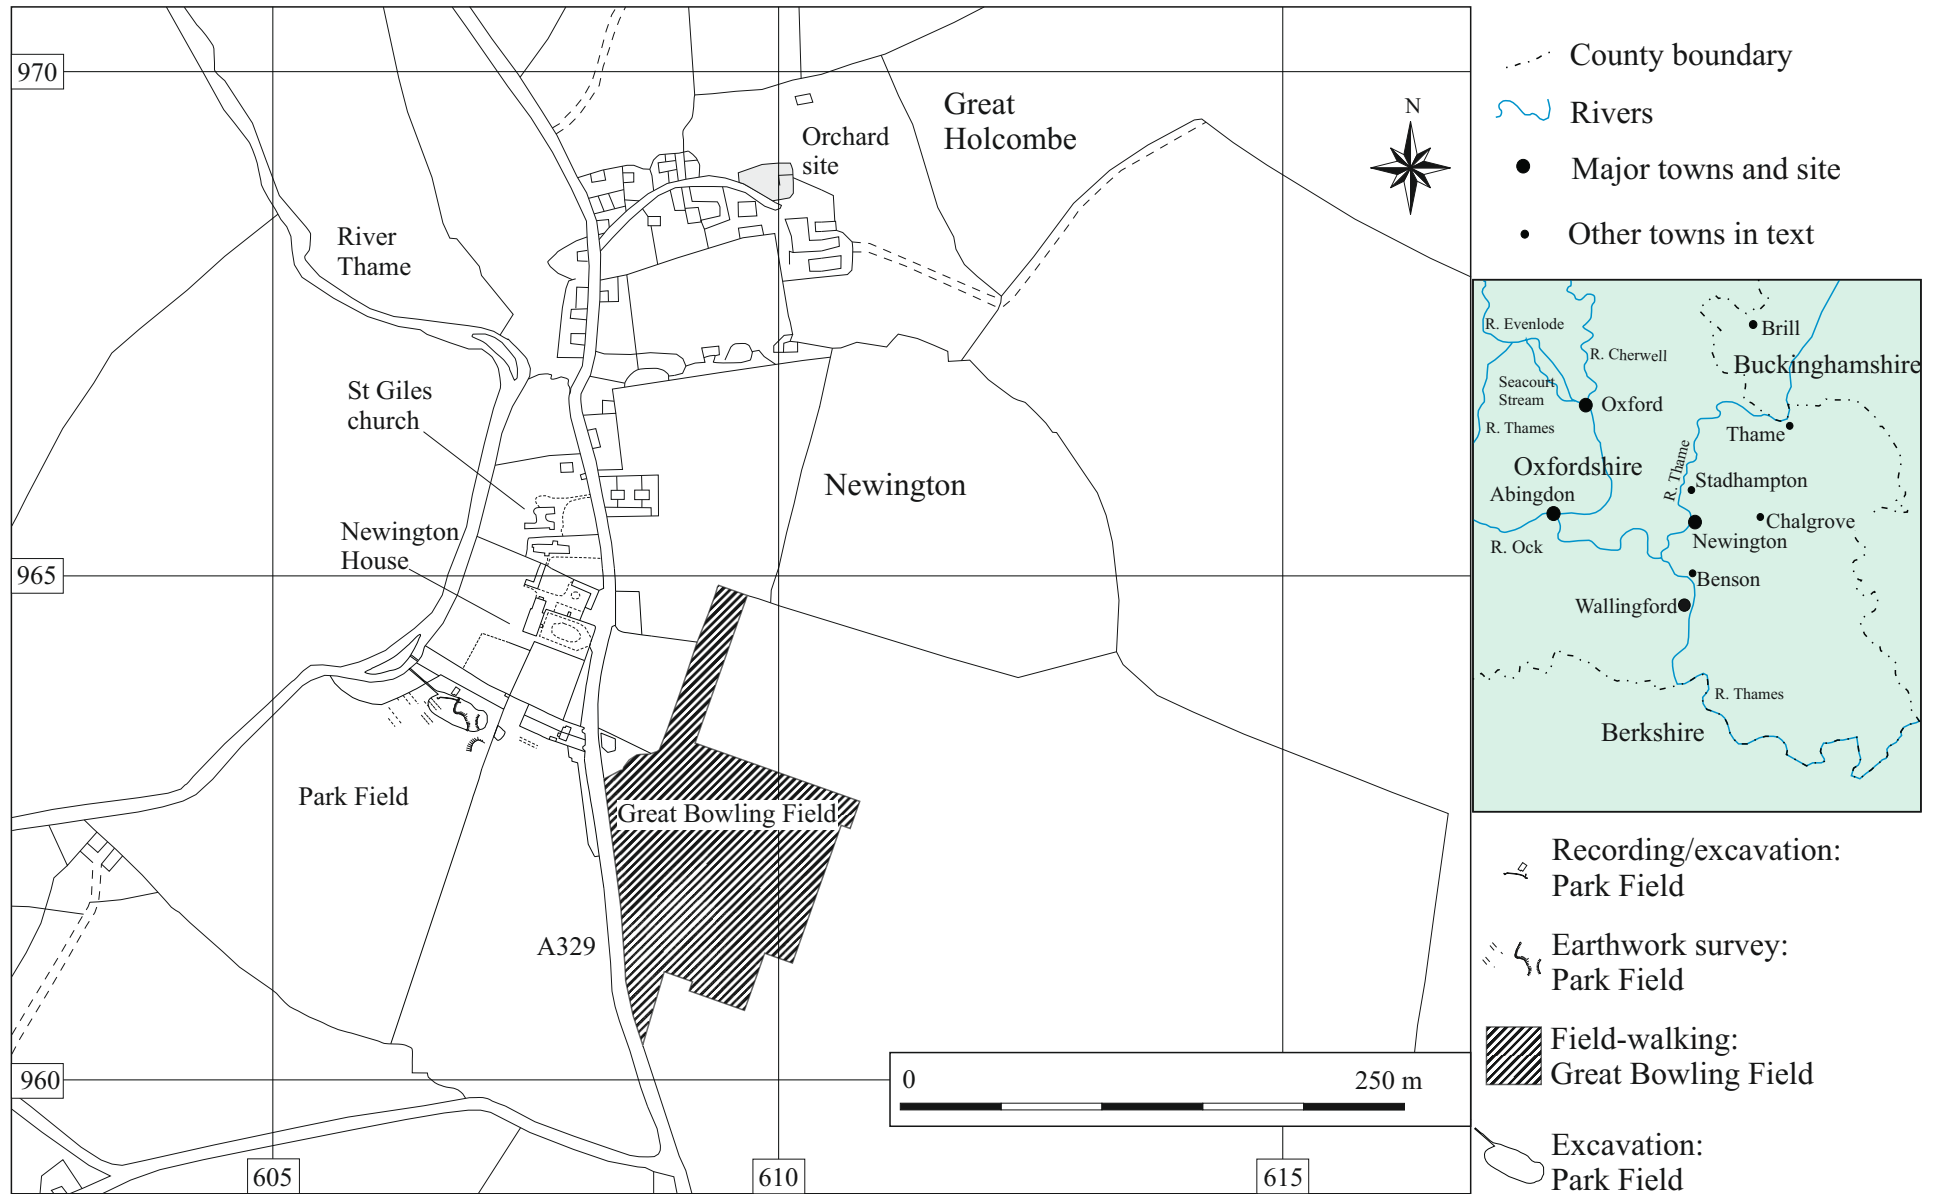 970
Great
Holcombe
Orchard
site
N
River
Thame
St Giles
church
Newington
Newington
House
965
Park Field
Great Bowling Field
A329
960
0
250 m
605
610
615
County boundary
Rivers
Major towns and site
Other towns in text
R. Evenlode
R. Cherwell
Brill
Buckinghamshire
Seacourt
Stream
Oxford
R. Thames
Thame
Oxfordshire
R. Thame
Stadhampton
Abingdon
Chalgrove
R. Ock
Newington
Benson
Wallingford
R. Thames
Berkshire
Recording/excavation:
Park Field
Earthwork survey:
Park Field
Field-walking:
Great Bowling Field
Excavation:
Park Field